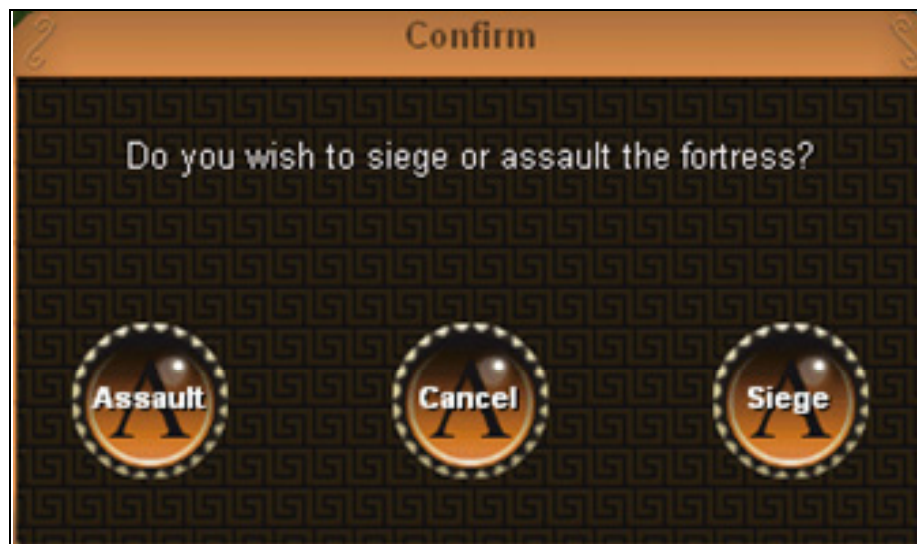 Confirm
Do you wish to siege or assault the fortress?
Assault Cancel Siege